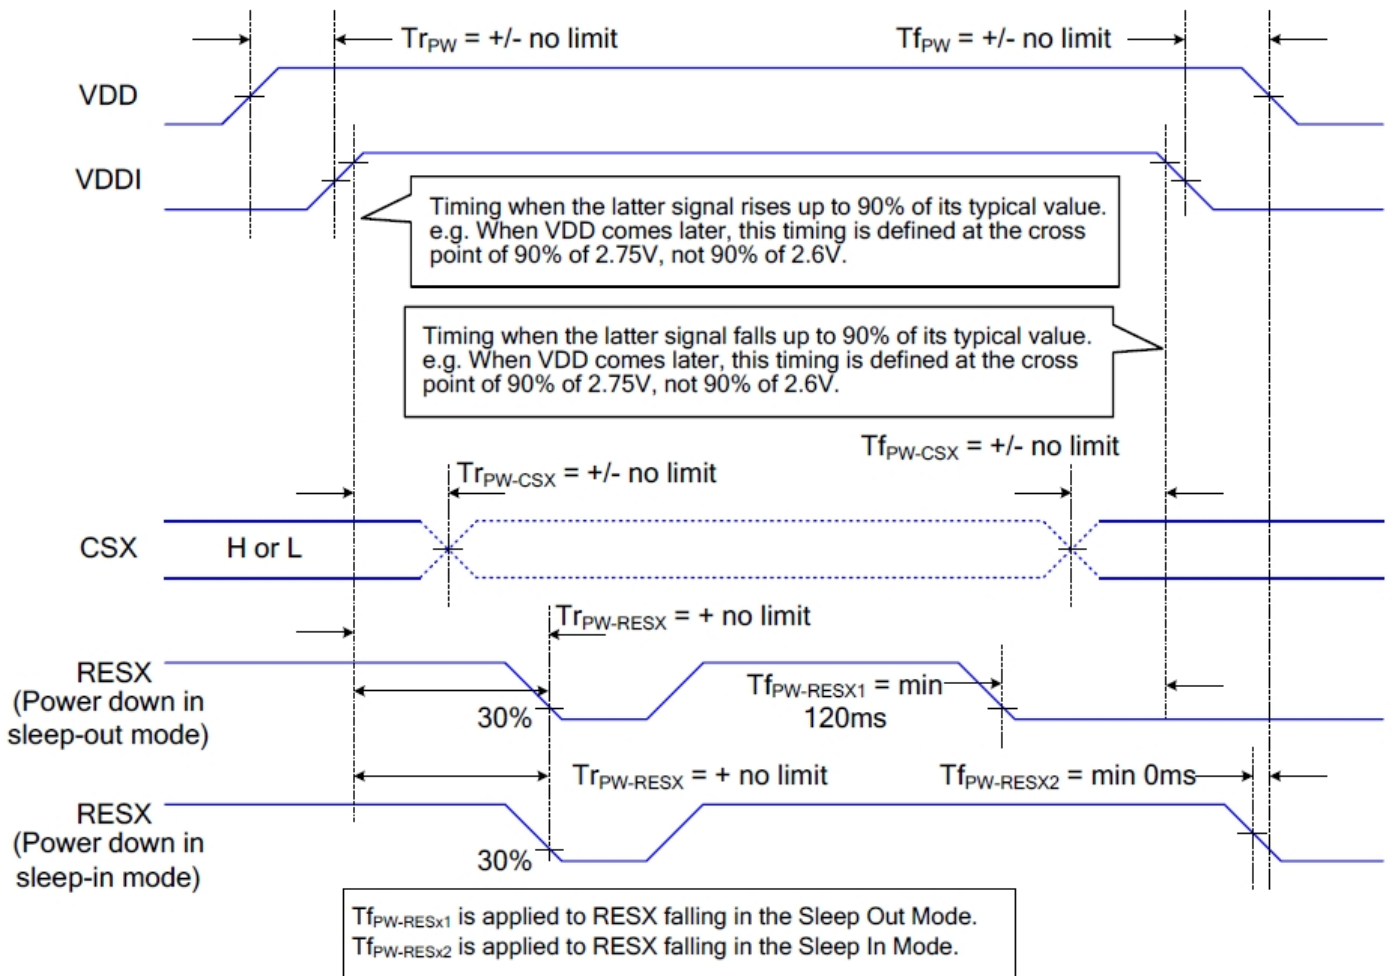 TrPW = +/- no limit
TfPW = +/- no limit
VDD
VDDI
Timing when the latter signal rises up to 90% of its typical value.
e.g. When VDD comes later, this timing is defined at the cross
point of 90% of 2.75V, not 90% of 2.6V.
Timing when the latter signal falls up to 90% of its typical value.
e.g. When VDD comes later, this timing is defined at the cross
point of 90% of 2.75V, not 90% of 2.6V.
TfPW-CSX = +/- no limit
TrPW-CSX = +/- no limit
CSX
H or L
TrPW-RESX = + no limit
RESX
(Power down in
sleep-out mode)
30%
TfPW-RESX1 = min
120ms
TrPW-RESX = + no limit
TfPW-RESX2 = min 0ms
RESX
(Power down in
sleep-in mode)
30%
TfPW-RESx1 is applied to RESX falling in the Sleep Out Mode.
TfPW-RESx2 is applied to RESX falling in the Sleep In Mode.